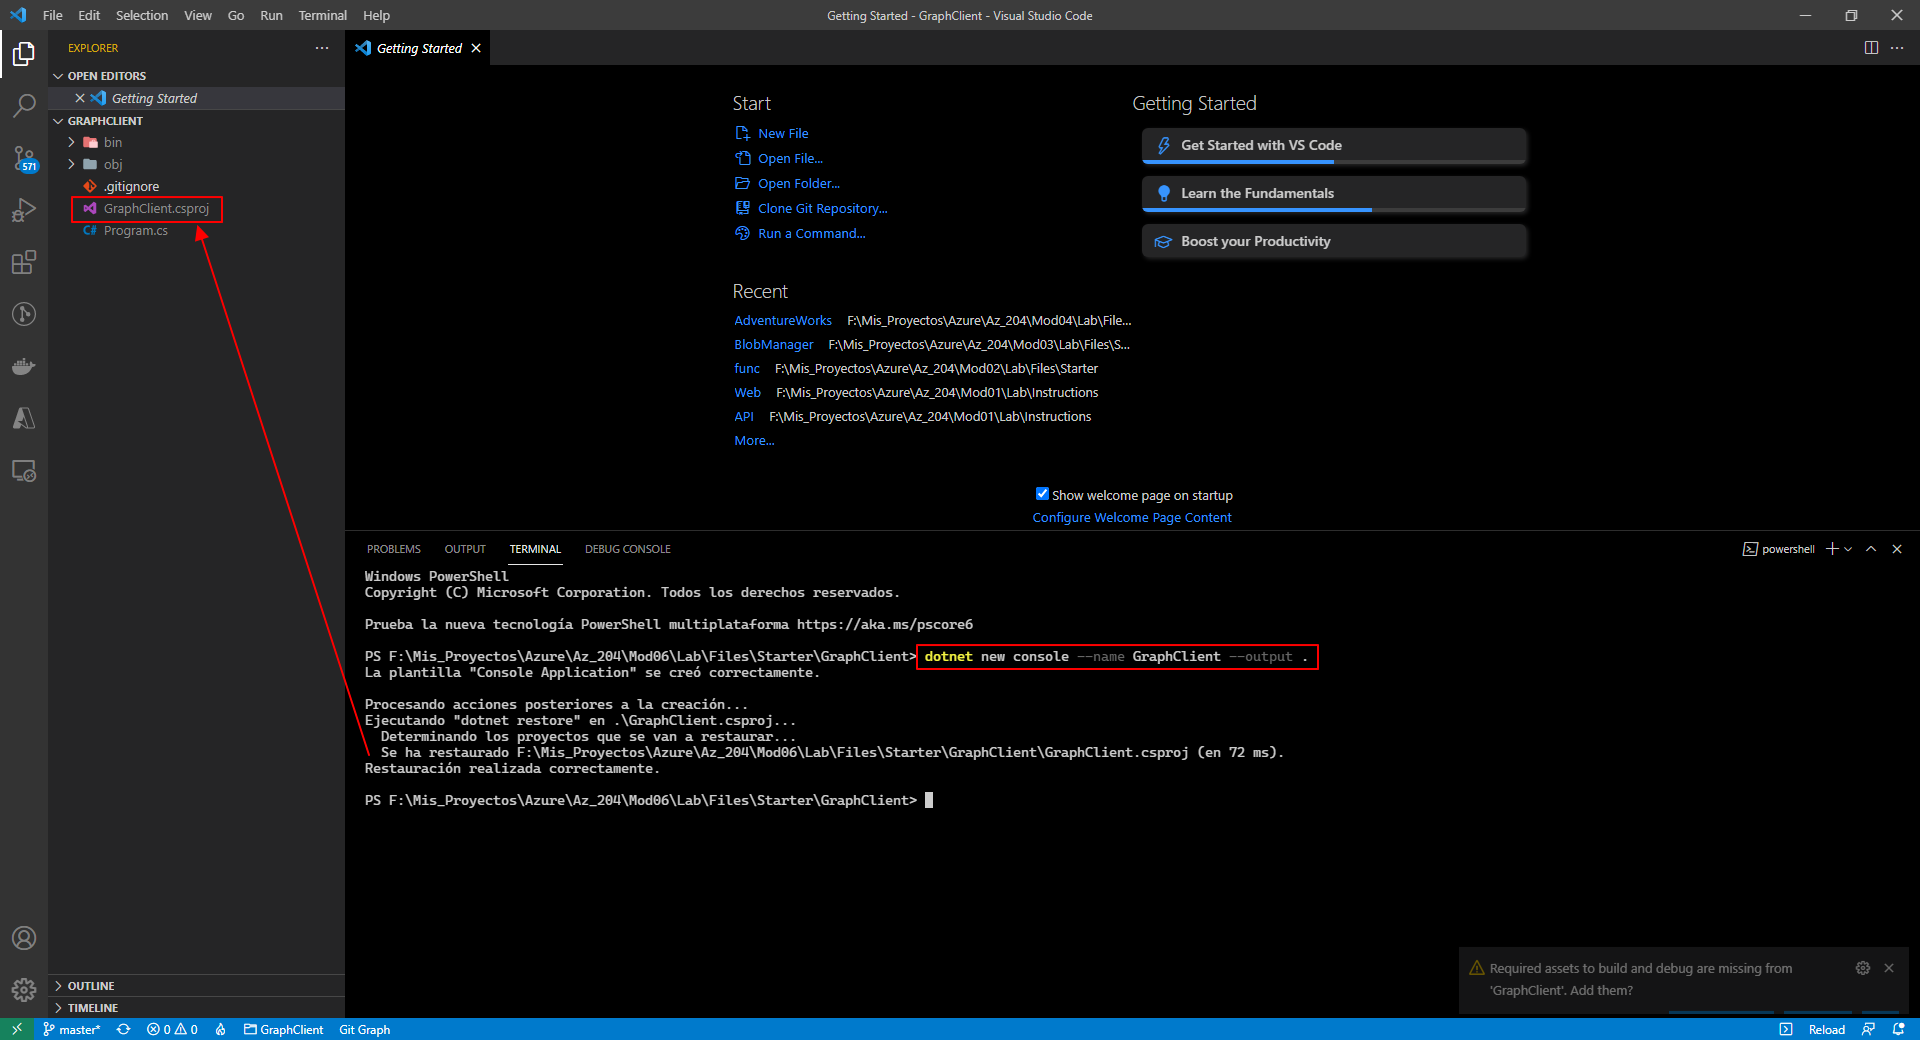 File Edit Selection View Go Run Terminal Help
Getting Started - GraphClient - Visual Studio Code
EXPLORER
OPEN EDITORS
Getting Started
GRAPHCLIENT
bin
obj
.gitignore
GraphClient.csproj
C# Program.cs
571
OUTLINE
TIMELINE
Getting Started
Start
New File
Open File...
Open Folder...
Clone Git Repository...
Run a Command...
Recent
AdventureWorks F:\Mis_Proyectos\Azure\Az_204\Mod04\Lab\File...
BlobManager F:\Mis_Proyectos\Azure\Az_204\Mod03\Lab\Files\S...
func F:\Mis_Proyectos\Azure\Az_204\Mod02\Lab\Files\Starter
Web F:\Mis_Proyectos\Azure\Az_204\Mod01\Lab\Instructions
API F:\Mis_Proyectos\Azure\Az_204\Mod01\Lab\Instructions
More...
Getting Started
Get Started with VS Code
Learn the Fundamentals
Boost your Productivity
Show welcome page on startup
Configure Welcome Page Content
PROBLEMS OUTPUT TERMINAL DEBUG CONSOLE
powershell
Windows PowerShell
Copyright (C) Microsoft Corporation. Todos los derechos reservados.
Prueba la nueva tecnología PowerShell multiplataforma https://aka.ms/pscore6
PS F:\Mis_Proyectos\Azure\Az_204\Mod06\Lab\Files\Starter\GraphClient> dotnet new console --name GraphClient --output .
La plantilla "Console Application" se creó correctamente.
Procesando acciones posteriores a la creación...
Ejecutando "dotnet restore" en .\GraphClient.csproj...
Determinando los proyectos que se van a restaurar...
Se ha restaurado F:\Mis_Proyectos\Azure\Az_204\Mod06\Lab\Files\Starter\GraphClient\GraphClient.csproj (en 72 ms).
Restauración realizada correctamente.
PS F:\Mis_Proyectos\Azure\Az_204\Mod06\Lab\Files\Starter\GraphClient>
Required assets to build and debug are missing from
'GraphClient'. Add them?
master* 0 0 GraphClient Git Graph
Reload